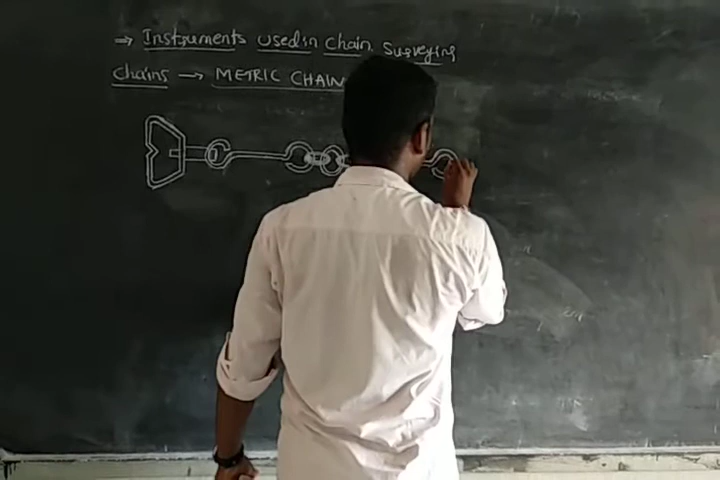 ⇒ Instruments used in Chain Surveying
Chains → METRIC CHAIN